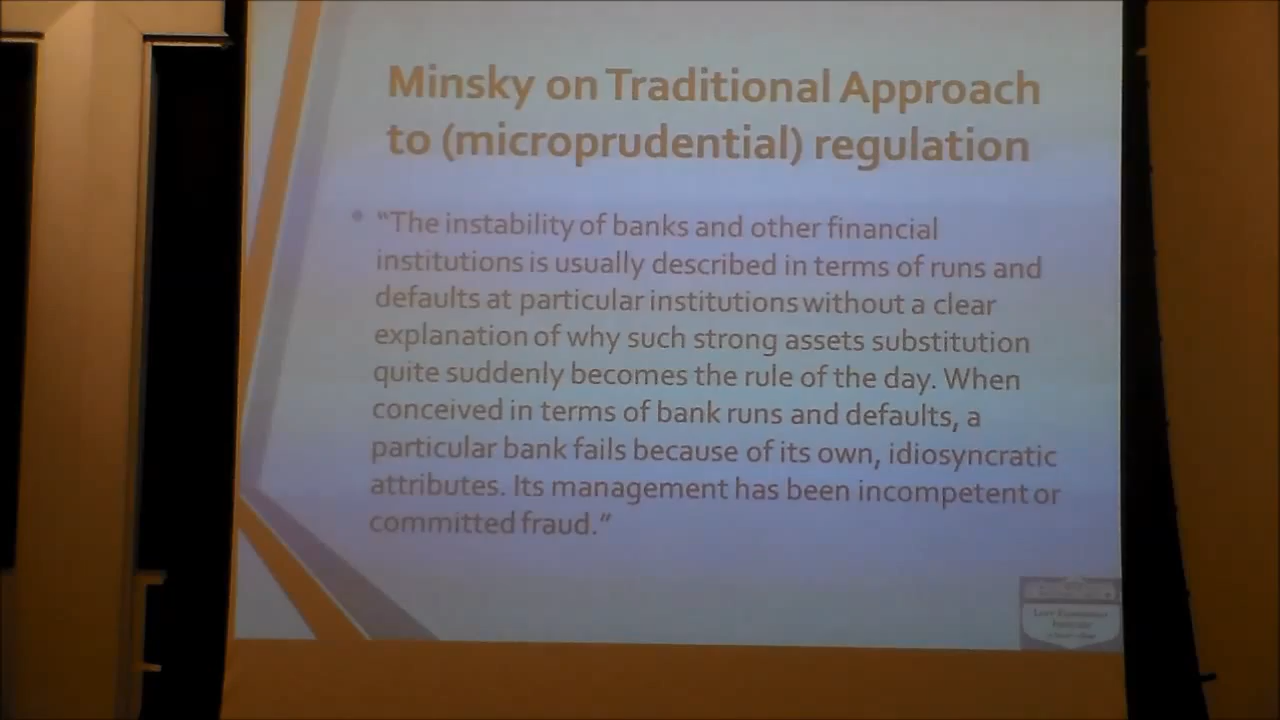 Minsky on Traditional Approach
to (microprudential) regulation
• “The instability of banks and other financial
institutions is usually described in terms of runs and
defaults at particular institutions without a clear
explanation of why such strong assets substitution
quite suddenly becomes the rule of the day. When
conceived in terms of bank runs and defaults, a
particular bank fails because of its own, idiosyncratic
attributes. Its management has been incompetent or
committed fraud.”
Levy Economics
Institute